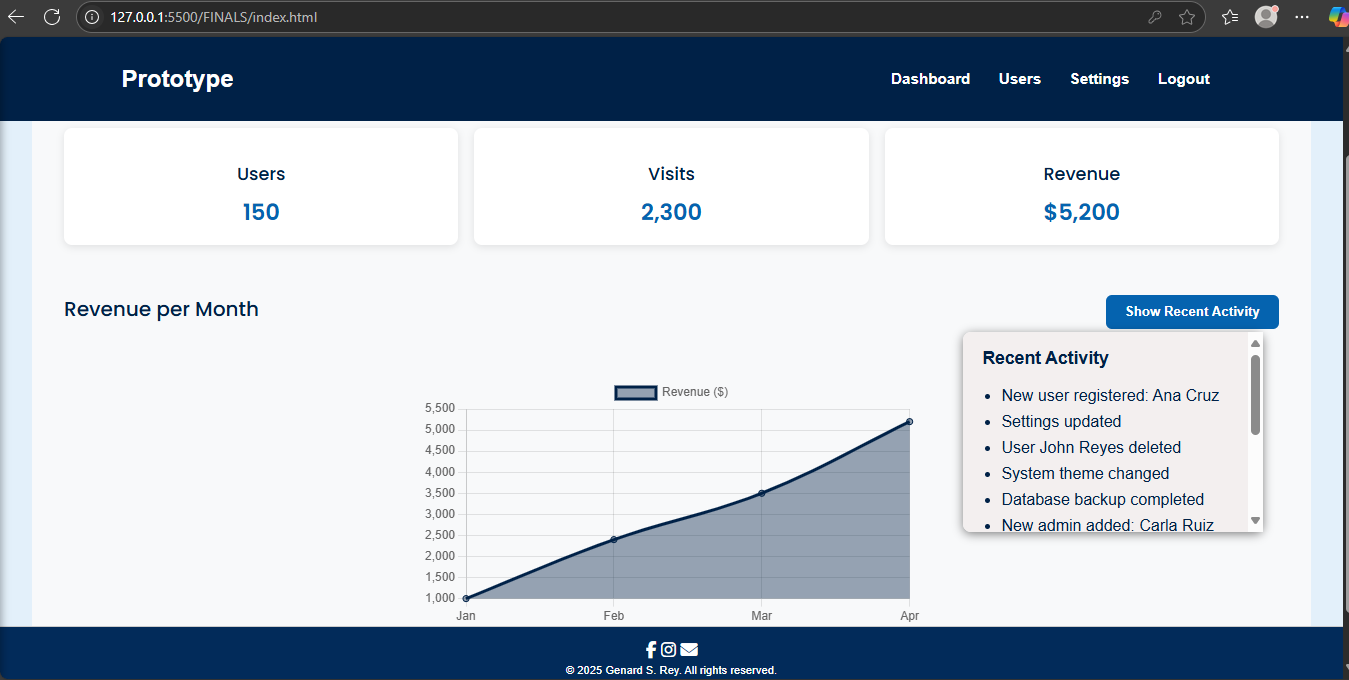 127.0.0.1:5500/FINALS/index.html
Prototype
Dashboard Users Settings Logout
Users
150
Visits
2,300
Revenue
$5,200
Revenue per Month
Show Recent Activity
Recent Activity
New user registered: Ana Cruz
Settings updated
User John Reyes deleted
System theme changed
Database backup completed
New admin added: Carla Ruiz
Revenue ($)
5,500
5,000
4,500
4,000
3,500
3,000
2,500
2,000
1,500
1,000
Jan Feb Mar Apr
© 2025 Genard S. Rey. All rights reserved.